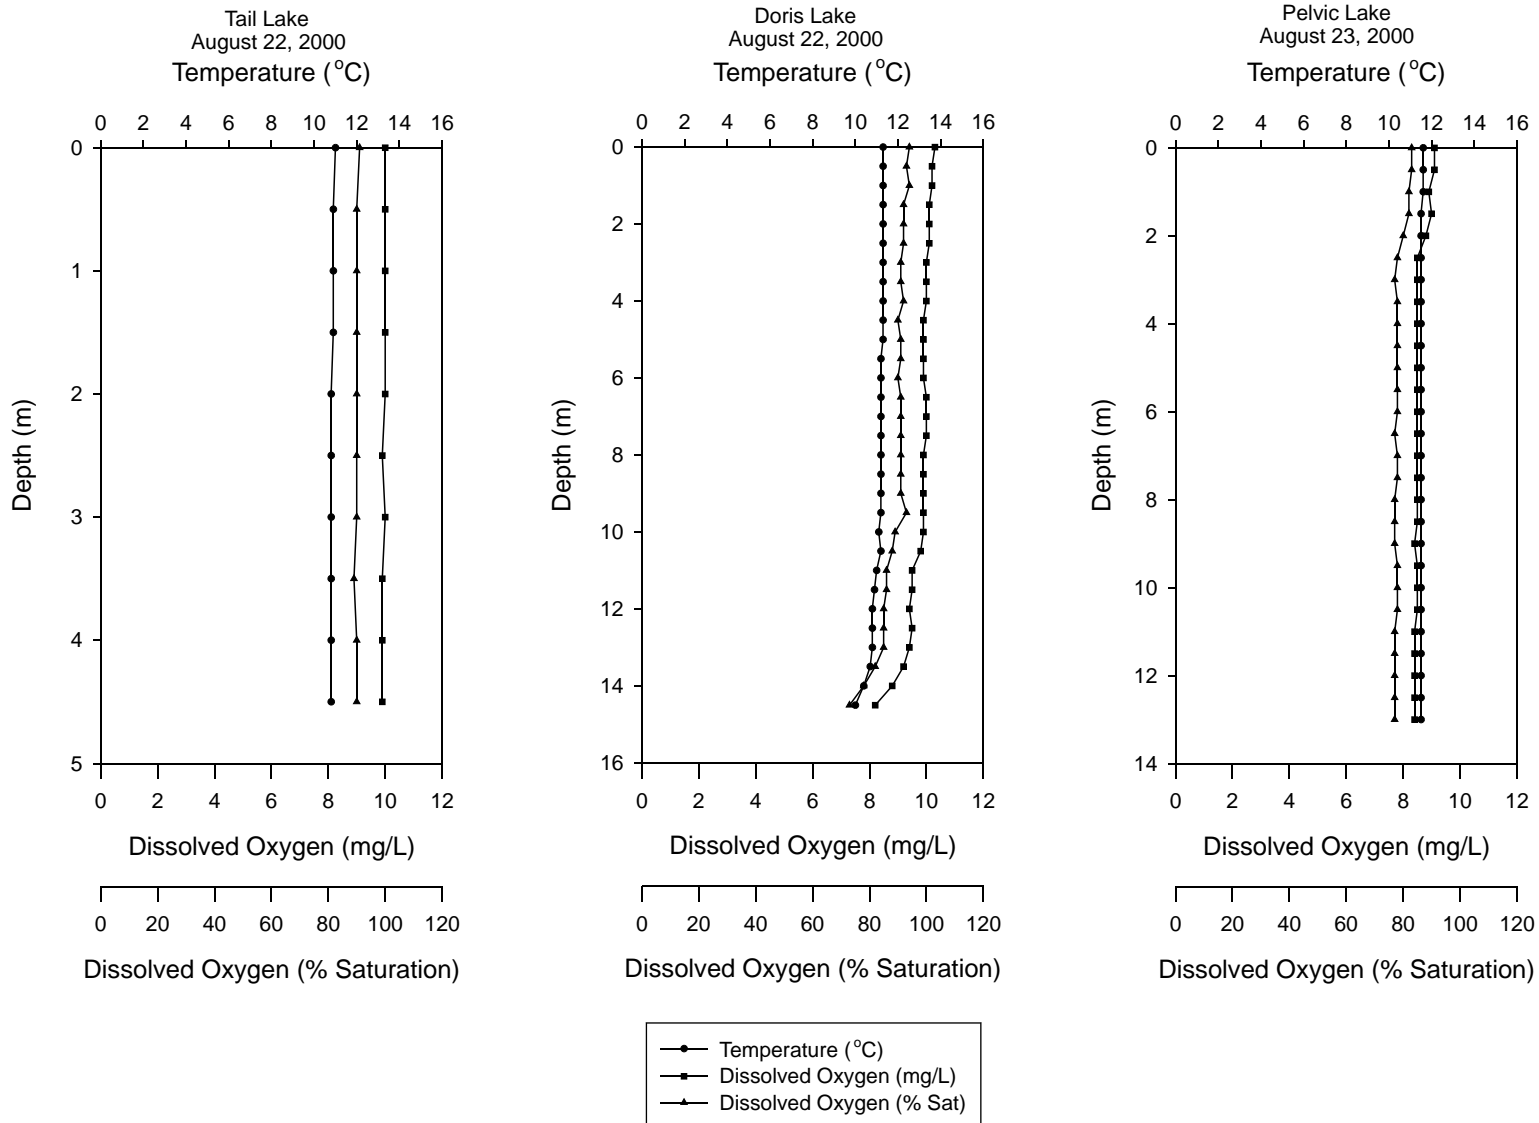 Tail Lake
August 22, 2000
Temperature (°C)
0 2 4 6 8 10 12 14 16
0
1
2
3
4
5
Depth (m)
0 2 4 6 8 10 12
Dissolved Oxygen (mg/L)
0 20 40 60 80 100 120
Dissolved Oxygen (% Saturation)
Doris Lake
August 22, 2000
Temperature (°C)
0 2 4 6 8 10 12 14 16
0
2
4
6
8
10
12
14
16
Depth (m)
0 2 4 6 8 10 12
Dissolved Oxygen (mg/L)
0 20 40 60 80 100 120
Dissolved Oxygen (% Saturation)
Pelvic Lake
August 23, 2000
Temperature (°C)
0 2 4 6 8 10 12 14 16
0
2
4
6
8
10
12
14
Depth (m)
0 2 4 6 8 10 12
Dissolved Oxygen (mg/L)
0 20 40 60 80 100 120
Dissolved Oxygen (% Saturation)
Temperature (°C)
Dissolved Oxygen (mg/L)
Dissolved Oxygen (% Sat)